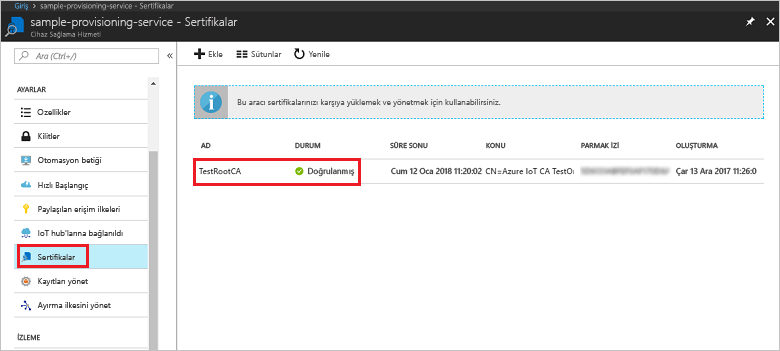 Giriş > sample-provisioning-service - Sertifikalar
sample-provisioning-service - Sertifikalar
Cihaz Sağlama Hizmeti
Ara (Ctrl+/)
Ekle Sütunlar Yenile
AYARLAR
Özellikler
Kilitler
Otomasyon betiği
Hızlı Başlangıç
Paylaşılan erişim ilkeleri
IoT hub'larına bağlanıldı
Sertifikalar
Kayıtları yönet
Ayırma ilkesini yönet
İZLEME
Bu aracı sertifikalarınızı karşıya yüklemek ve yönetmek için kullanabilirsiniz.
AD DURUM SÜRE SONU KONU PARMAK İZİ OLUŞTURMA
TestRootCA Doğrulanmış Cum 12 Oca 2018 11:20:02 CN=Azure IoT CA TestOr Çar 13 Ara 2017 11:26:0